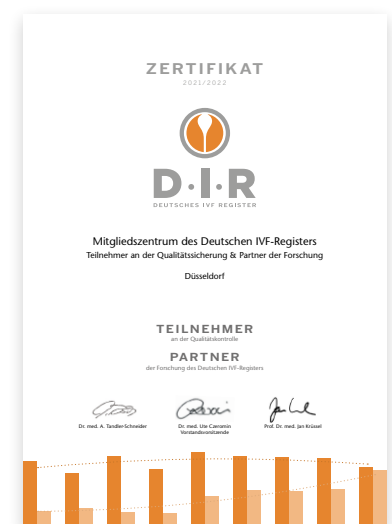 ZERTIFIKAT
2021/2022
D·I·R
DEUTSCHES IVF REGISTER
Mitgliedszentrum des Deutschen IVF-Registers
Teilnehmer an der Qualitätssicherung & Partner der Forschung
Düsseldorf
TEILNEHMER
an der Qualitätskontrolle
PARTNER
der Forschung des Deutschen IVF-Registers
Dr. med. A. Tandler-Schneider
Dr. med. Ute Czeromin
Vorstandsvorsitzende
Prof. Dr. med. Jan Krüssel